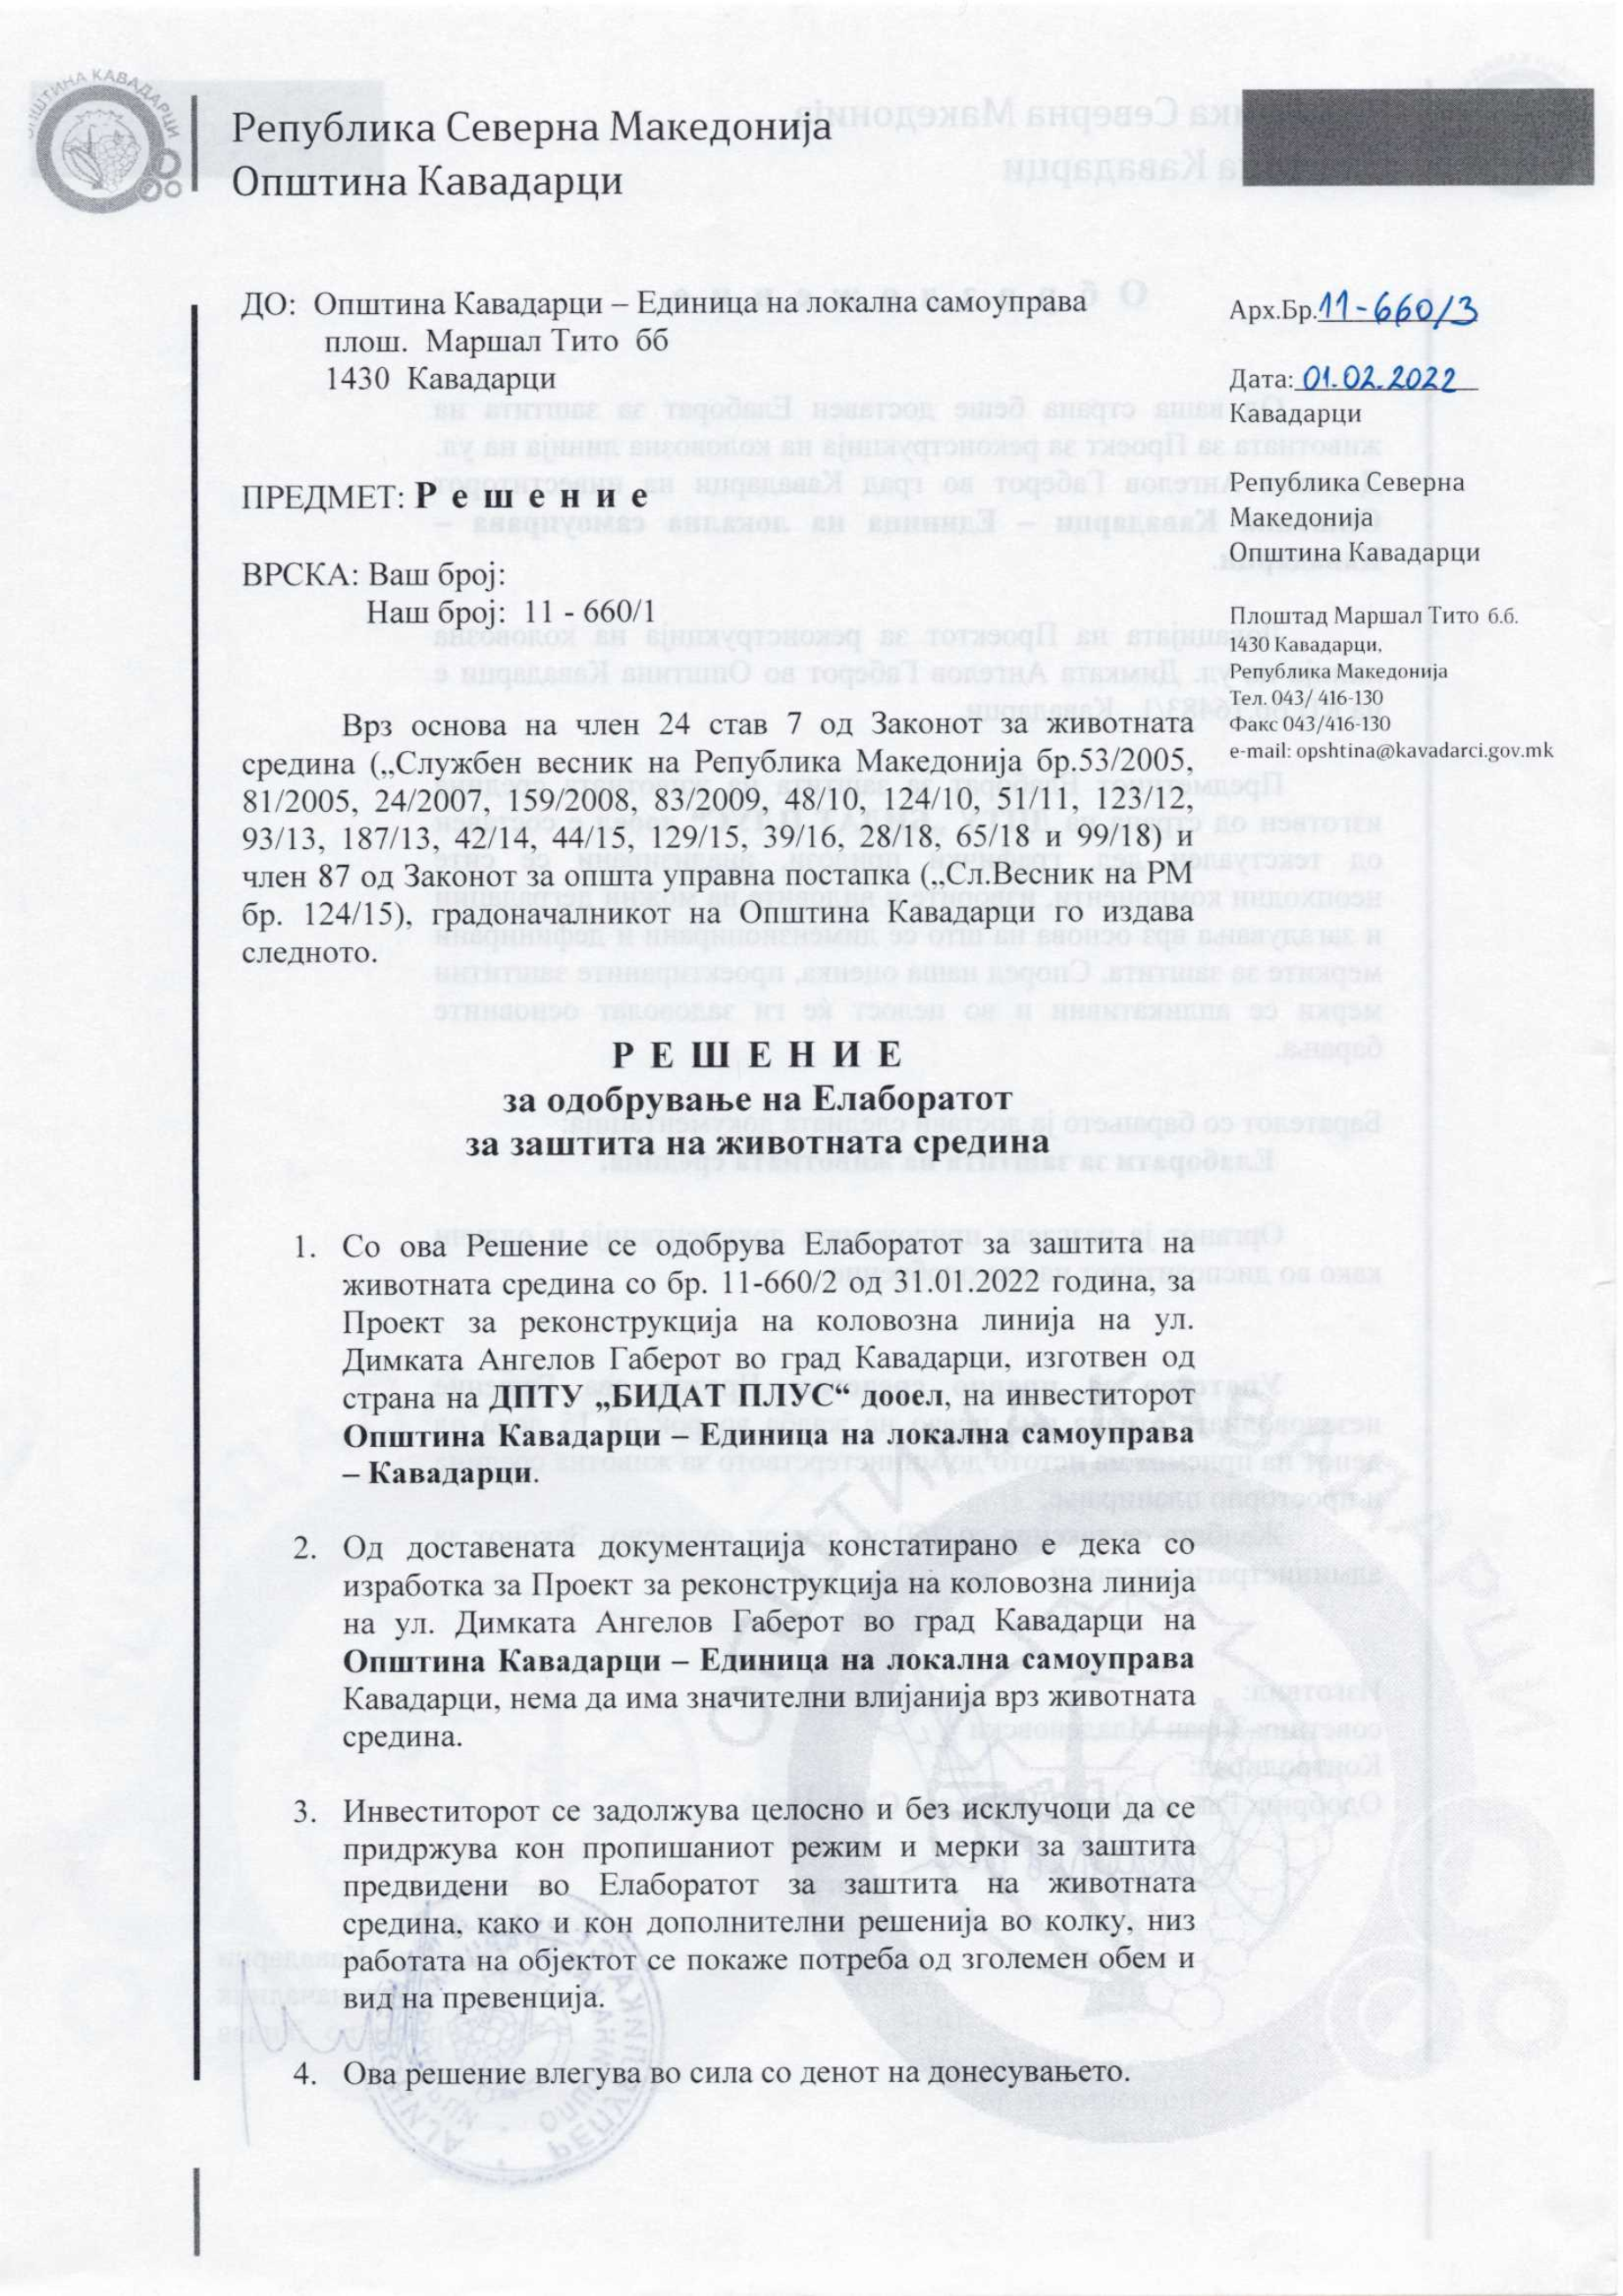 ОПШТИНА КАВАДАРЦИ
Република Северна Македонија
Општина Кавадарци
ДО: Општина Кавадарци – Единица на локална самоуправа
плош. Маршал Тито бб
1430 Кавадарци
Арх.Бр. 11-660/3
Дата: 01.02.2022
Кавадарци
Република Северна
Македонија
Општина Кавадарци
Плоштад Маршал Тито б.б.
1430 Кавадарци,
Република Македонија
Тел. 043/ 416-130
Факс 043/416-130
e-mail: opshtina@kavadarci.gov.mk
ПРЕДМЕТ: Р е ш е н и е
ВРСКА: Ваш број:
Наш број: 11 - 660/1
Врз основа на член 24 став 7 од Законот за животната
средина („Службен весник на Република Македонија бр.53/2005,
81/2005, 24/2007, 159/2008, 83/2009, 48/10, 124/10, 51/11, 123/12,
93/13, 187/13, 42/14, 44/15, 129/15, 39/16, 28/18, 65/18 и 99/18) и
член 87 од Законот за општа управна постапка („Сл.Весник на РМ
бр. 124/15), градоначалникот на Општина Кавадарци го издава
следното.
Р Е Ш Е Н И Е
за одобрување на Елаборатот
за заштита на животната средина
1. Со ова Решение се одобрува Елаборатот за заштита на
животната средина со бр. 11-660/2 од 31.01.2022 година, за
Проект за реконструкција на коловозна линија на ул.
Димката Ангелов Габерот во град Кавадарци, изготвен од
страна на ДПТУ „БИДАТ ПЛУС“ дооел, на инвеститорот
Општина Кавадарци – Единица на локална самоуправа
– Кавадарци.
2. Од доставената документација констатирано е дека со
изработка за Проект за реконструкција на коловозна линија
на ул. Димката Ангелов Габерот во град Кавадарци на
Општина Кавадарци – Единица на локална самоуправа
Кавадарци, нема да има значителни влијанија врз животната
средина.
3. Инвеститорот се задолжува целосно и без исклучоци да се
придржува кон пропишаниот режим и мерки за заштита
предвидени во Елаборатот за заштита на животната
средина, како и кон дополнителни решенија во колку, низ
работата на објектот се покаже потреба од зголемен обем и
вид на превенција.
4. Ова решение влегува во сила со денот на донесувањето.